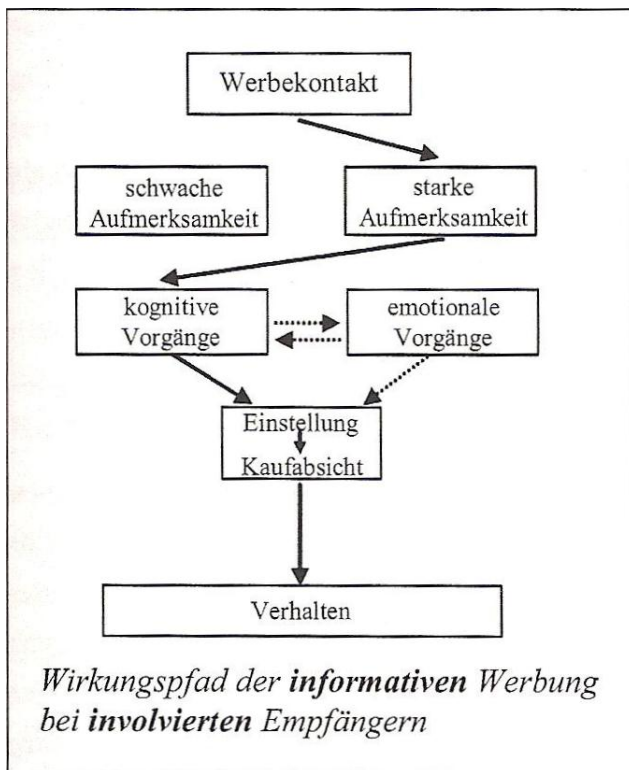 Werbekontakt
schwache
Aufmerksamkeit
starke
Aufmerksamkeit
kognitive
Vorgänge
emotionale
Vorgänge
Einstellung
Kaufabsicht
Verhalten
Wirkungspfad der informativen Werbung
bei involvierten Empfängern